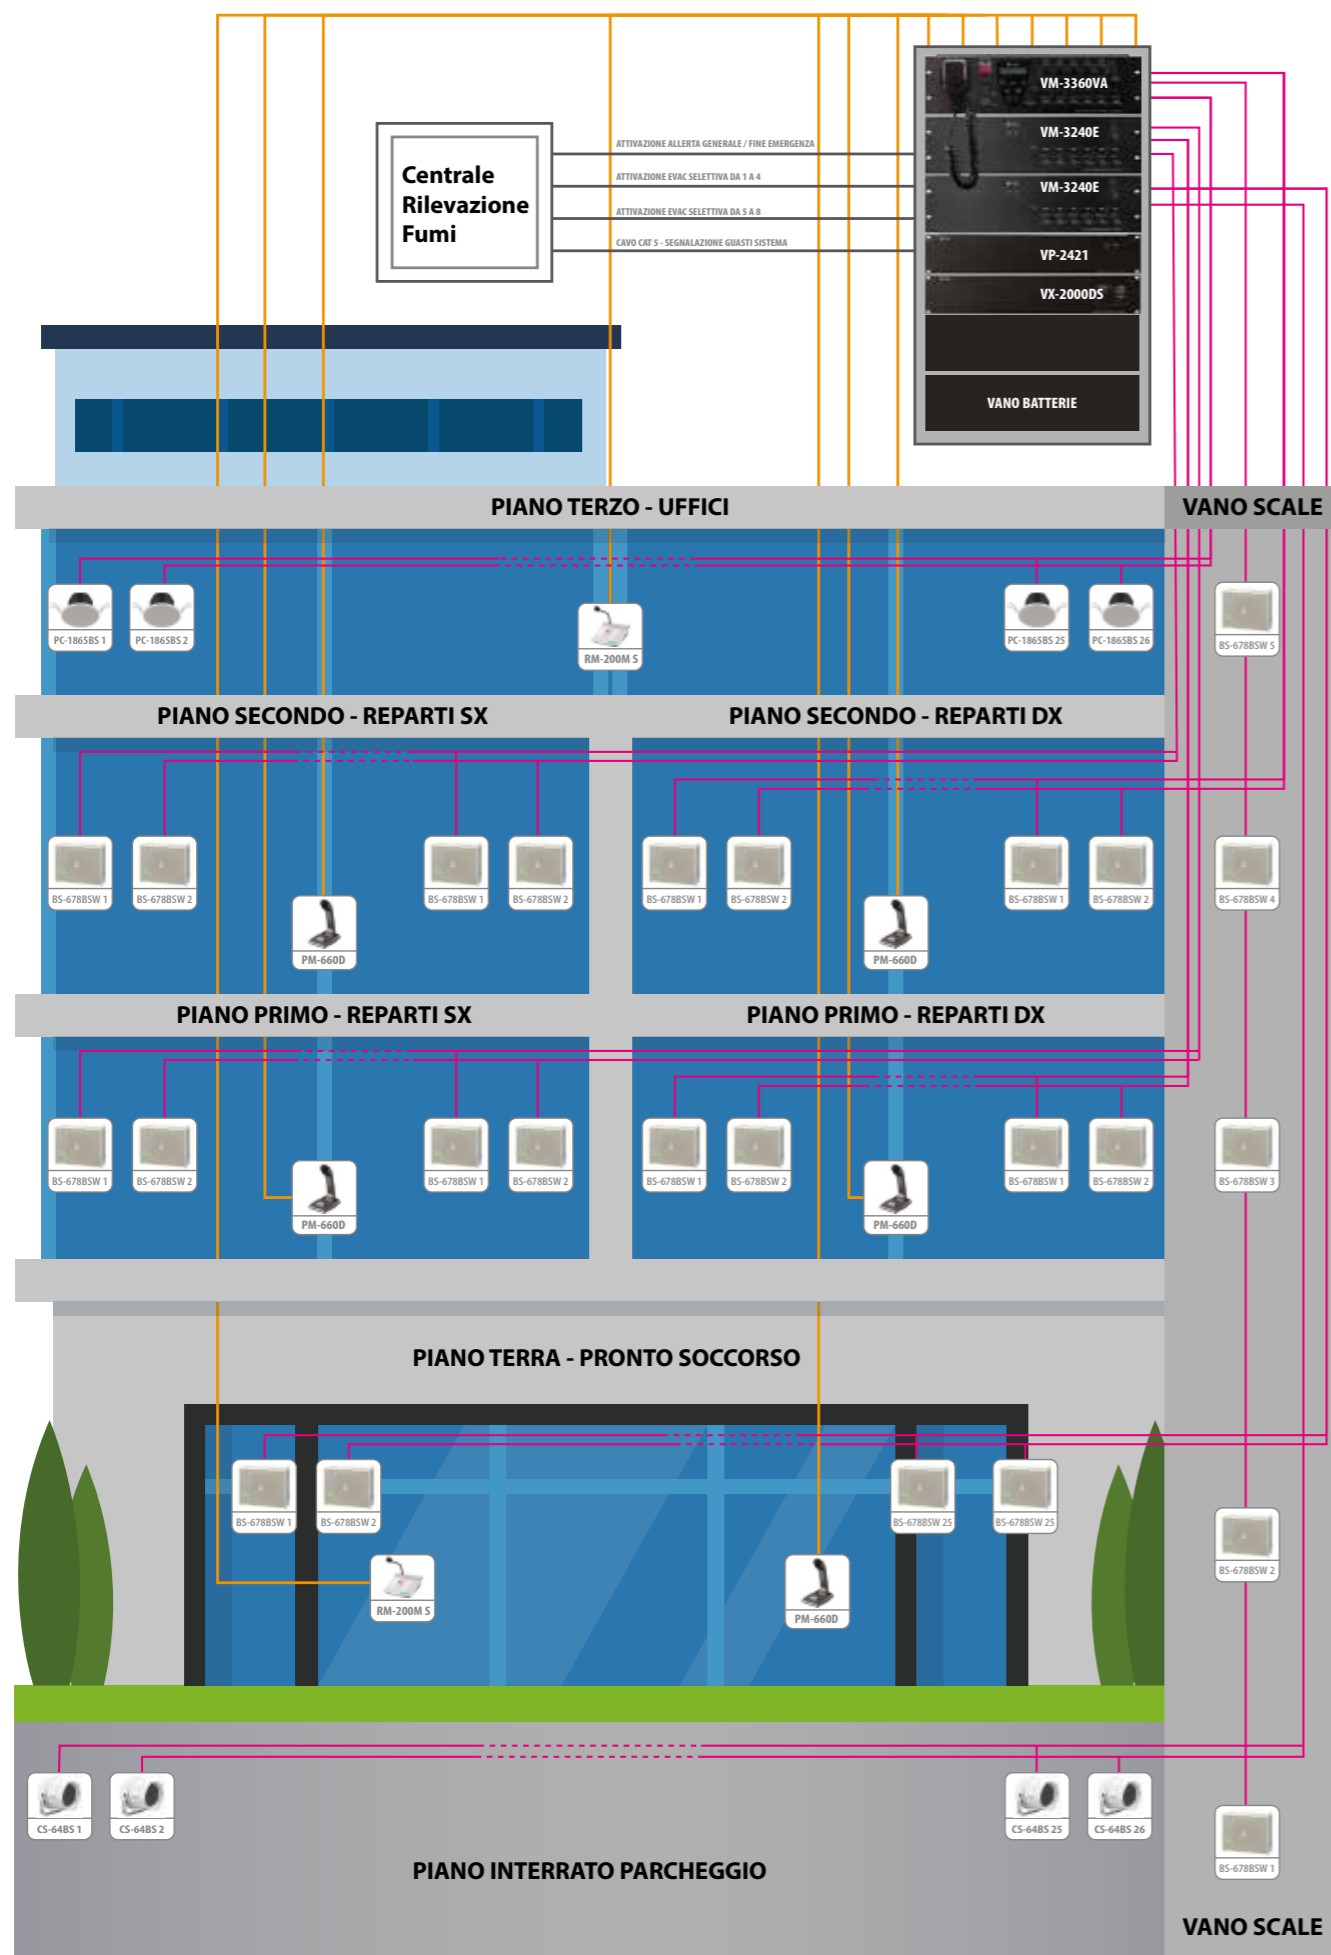 VM-3360VA
VM-3240E
VM-3240E
VP-2421
VX-2000DS
VANO BATTERIE
Centrale
Rilevazione
Fumi
ATTIVAZIONE ALLERTA GENERALE / FINE EMERGENZA
ATTIVAZIONE EVAC SELETTIVA DA 1 A 4
ATTIVAZIONE EVAC SELETTIVA DA 5 A 8
CAVO CAT 5 - SEGNALAZIONE GUASTI SISTEMA
PIANO TERZO - UFFICI
VANO SCALE
PC-1865BS 1
PC-1865BS 2
RM-200M S
PC-1865BS 25
PC-1865BS 26
BS-678BSW 5
PIANO SECONDO - REPARTI SX
PIANO SECONDO - REPARTI DX
BS-678BSW 1
BS-678BSW 2
PM-660D
BS-678BSW 1
BS-678BSW 2
BS-678BSW 1
BS-678BSW 2
PM-660D
BS-678BSW 1
BS-678BSW 2
BS-678BSW 4
PIANO PRIMO - REPARTI SX
PIANO PRIMO - REPARTI DX
BS-678BSW 1
BS-678BSW 2
PM-660D
BS-678BSW 1
BS-678BSW 2
BS-678BSW 1
BS-678BSW 2
PM-660D
BS-678BSW 1
BS-678BSW 2
BS-678BSW 3
PIANO TERRA - PRONTO SOCCORSO
BS-678BSW 1
BS-678BSW 2
BS-678BSW 25
BS-678BSW 25
RM-200M S
PM-660D
BS-678BSW 2
CS-64BS 1
CS-64BS 2
CS-64BS 25
CS-64BS 26
BS-678BSW 1
PIANO INTERRATO PARCHEGGIO
VANO SCALE